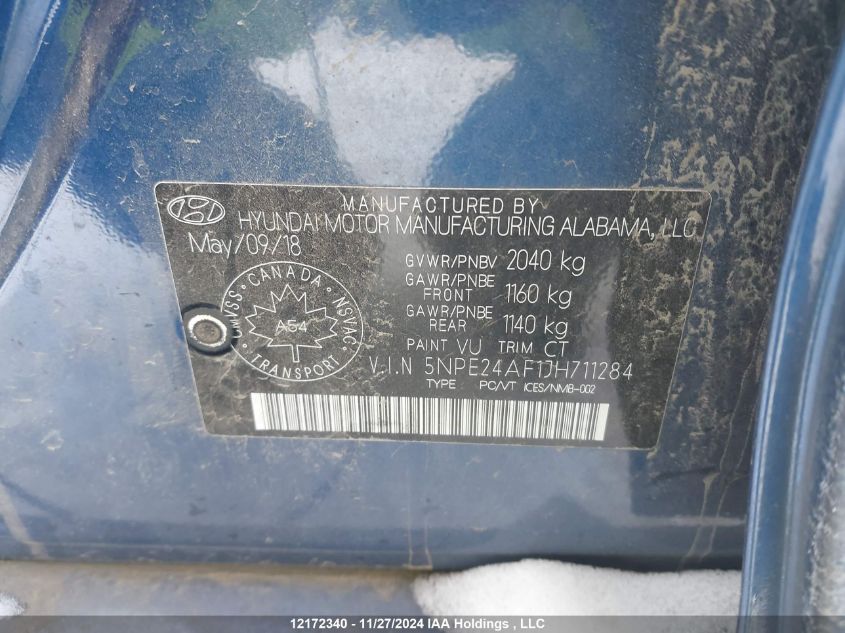 MANUFACTURED BY
HYUNDAI MOTOR MANUFACTURING ALABAMA, LLC
May/09/18
GVWR/PNBV 2040 kg
GAWR/PNBE
FRONT 1160 kg
GAWR/PNBE
REAR 1140 kg
PAINT VU TRIM CT
CMVSS • CANADA • NSVAC • TRANSPORT •
A54
V.I.N 5NPE24AF1JH711284
TYPE PC/VT ICES/NMB-002
12172340 - 11/27/2024 IAA Holdings , LLC